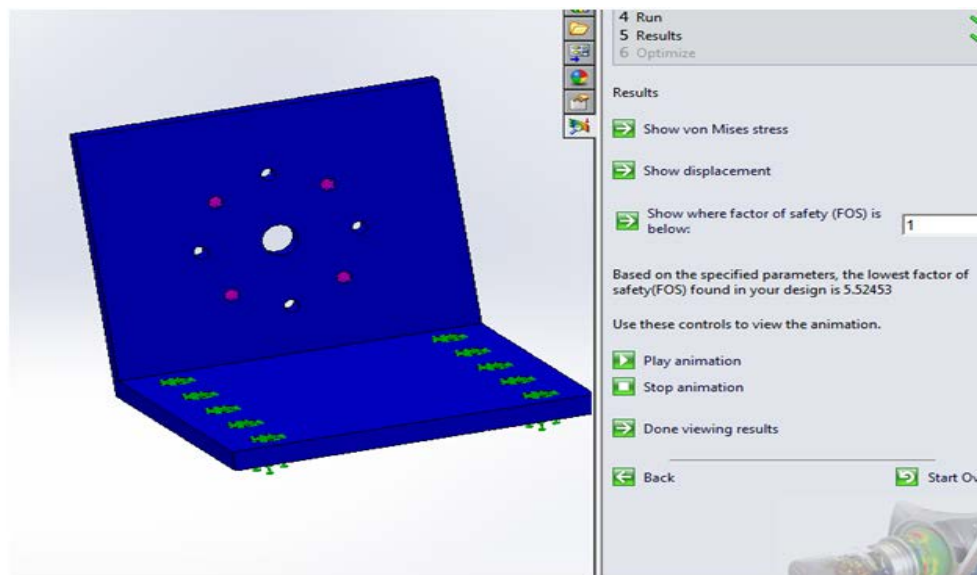 4 Run
5 Results
6 Optimize
Results
Show von Mises stress
Show displacement
Show where factor of safety (FOS) is
below:
1
Based on the specified parameters, the lowest factor of
safety(FOS) found in your design is 5.52453
Use these controls to view the animation.
Play animation
Stop animation
Done viewing results
Back
Start Ov